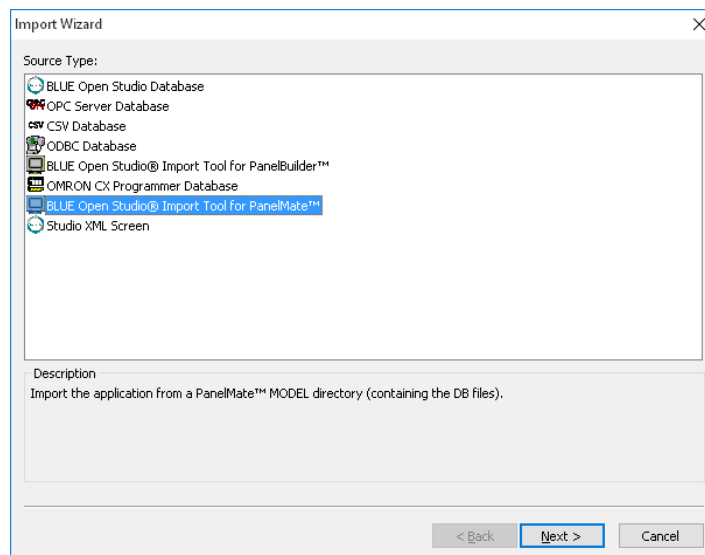 Import Wizard
Source Type:
BLUE Open Studio Database
OPC OPC Server Database
csv CSV Database
ODBC Database
BLUE Open Studio® Import Tool for PanelBuilder™
OMRON CX Programmer Database
BLUE Open Studio® Import Tool for PanelMate™
Studio XML Screen
Description
Import the application from a PanelMate™ MODEL directory (containing the DB files).
< Back Next > Cancel